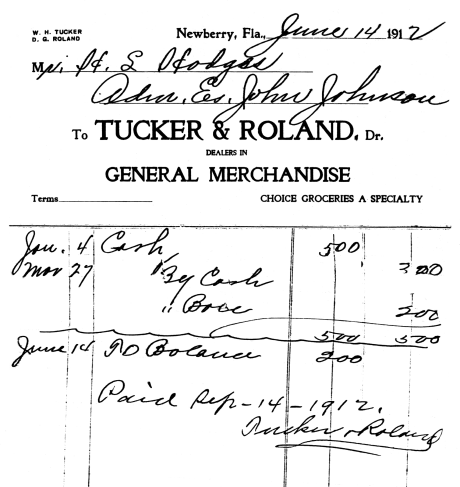 W. H. TUCKER
D. G. ROLAND
Newberry, Fla., June 14 1912
Mr. H. L Hodges
Adm. Es. John Johnson
To TUCKER & ROLAND, Dr.
DEALERS IN
GENERAL MERCHANDISE
Terms CHOICE GROCERIES A SPECIALTY
Jan. 4 Cash 500
Mar 27 By Cash 300
" 200
500 500
June 14 TO Balance 200
Paid Sep-14-1912.
Tucker & Roland